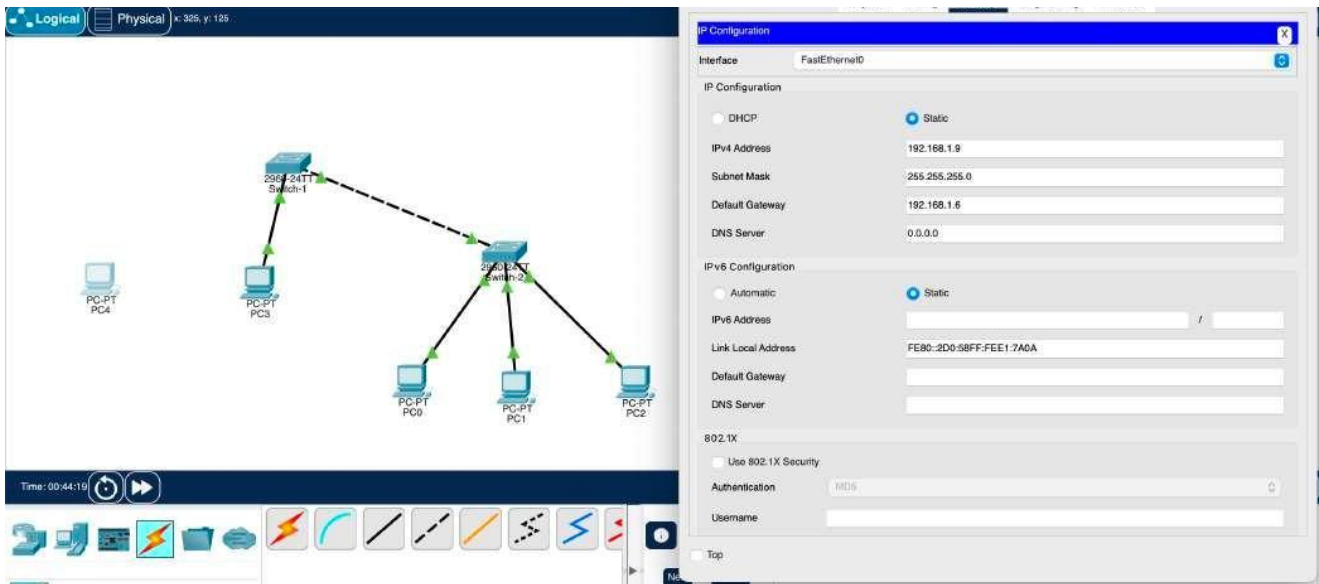 Logical Physical x: 325, y: 125
2960-24TT
Switch-1
2960-24TT
Switch-2
PC-PT
PC4
PC-PT
PC3
PC-PT
PC0
PC-PT
PC1
PC-PT
PC2
Time: 00:44:19
Ne
IP Configuration X
Interface FastEthernet0
IP Configuration
DHCP Static
IPv4 Address 192.168.1.9
Subnet Mask 255.255.255.0
Default Gateway 192.168.1.6
DNS Server 0.0.0.0
IPv6 Configuration
Automatic Static
IPv6 Address /
Link Local Address FE80::2D0:58FF:FEE1:7A0A
Default Gateway
DNS Server
802.1X
Use 802.1X Security
Authentication MD5
Username
Top